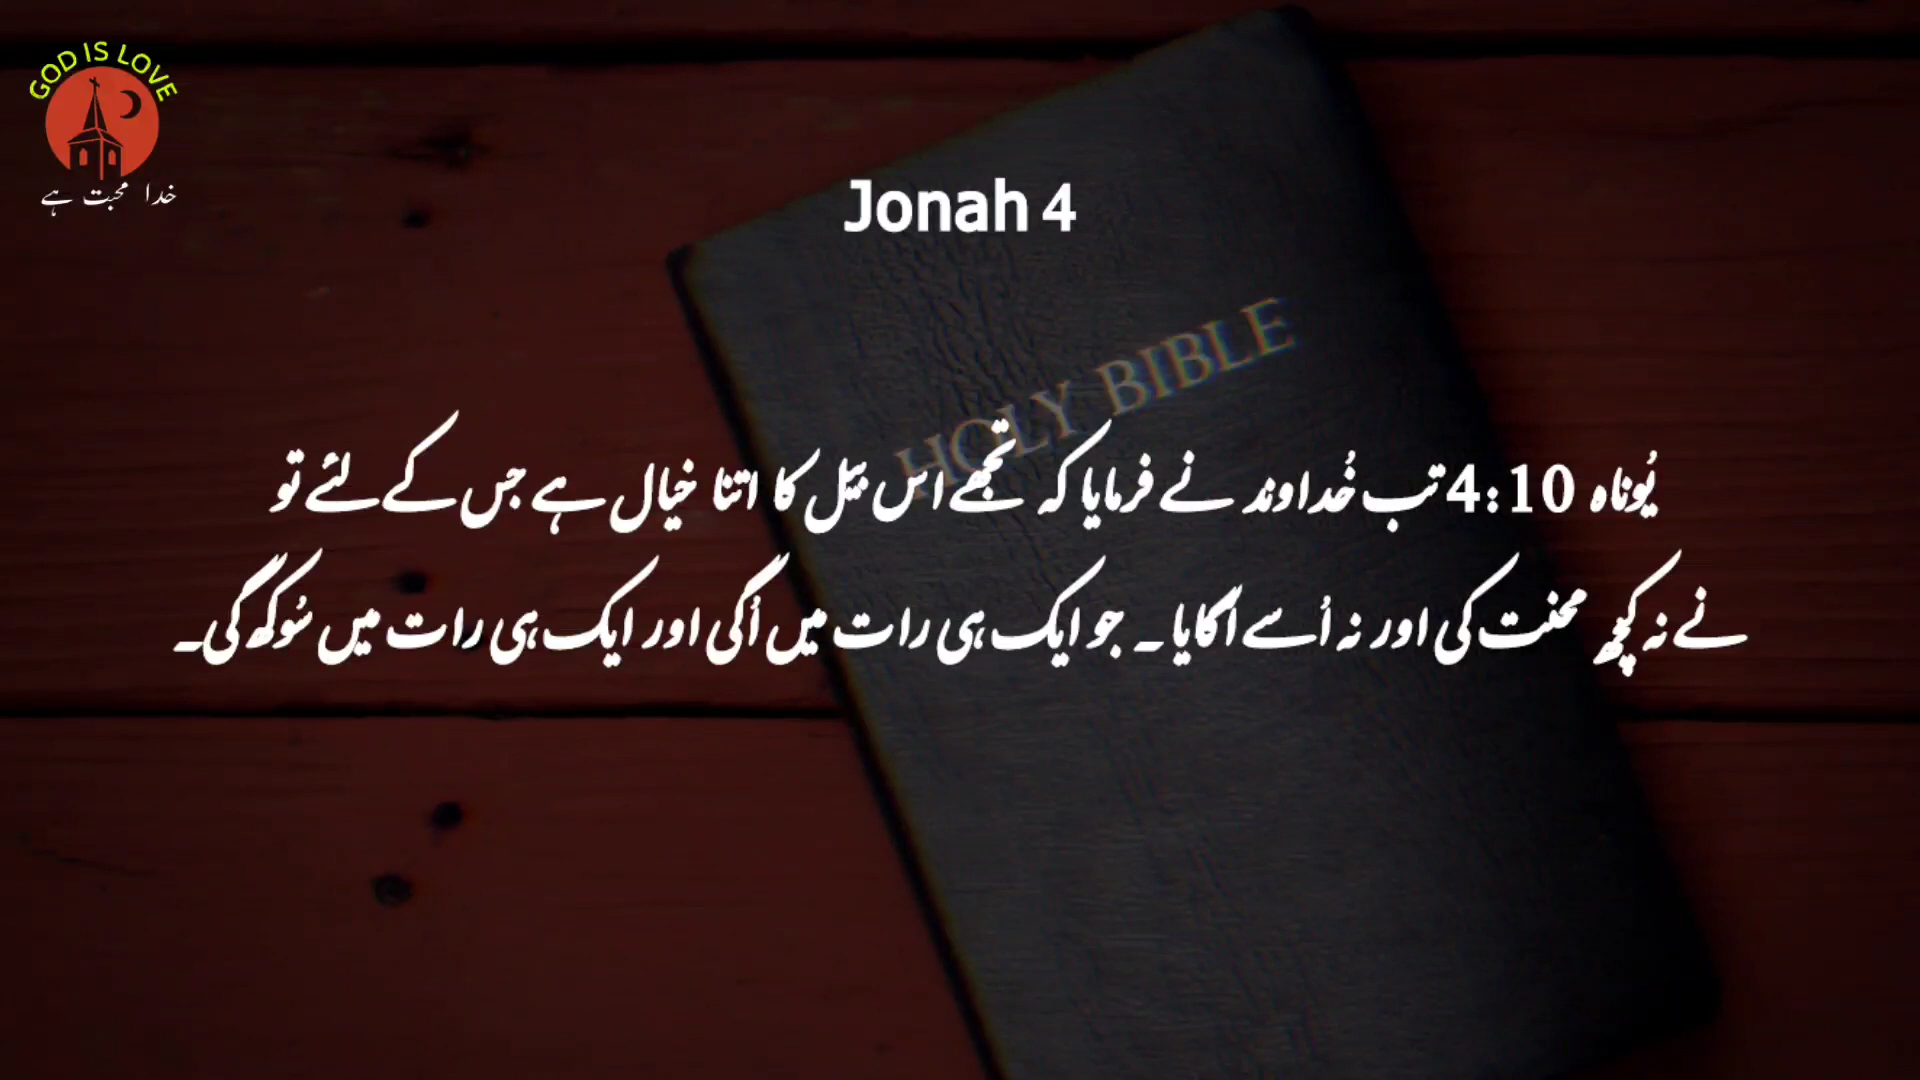 GOD IS LOVE
خدا محبت ہے
Jonah 4
HOLY BIBLE
یُوناہ 4:10 تب خُداوند نے فرمایا کہ تجھے اس بیل کا اتنا خیال ہے جس کے لئے تو
نے نہ کچھ محنت کی اور نہ اُسے اگایا۔ جو ایک ہی رات میں اُگی اور ایک ہی رات میں سُوکھ گی۔